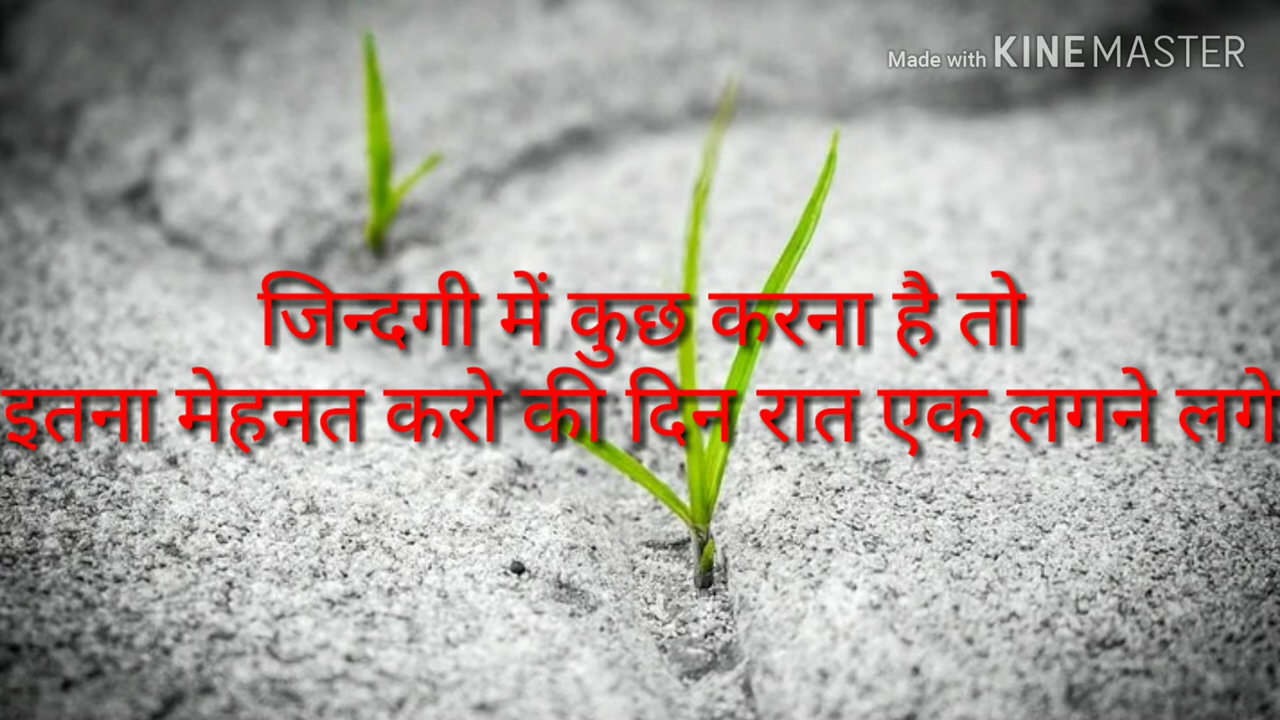 Made with KINEMASTER
जिन्दगी में कुछ करना है तो
इतना मेहनत करो की दिन रात एक लगने लगे